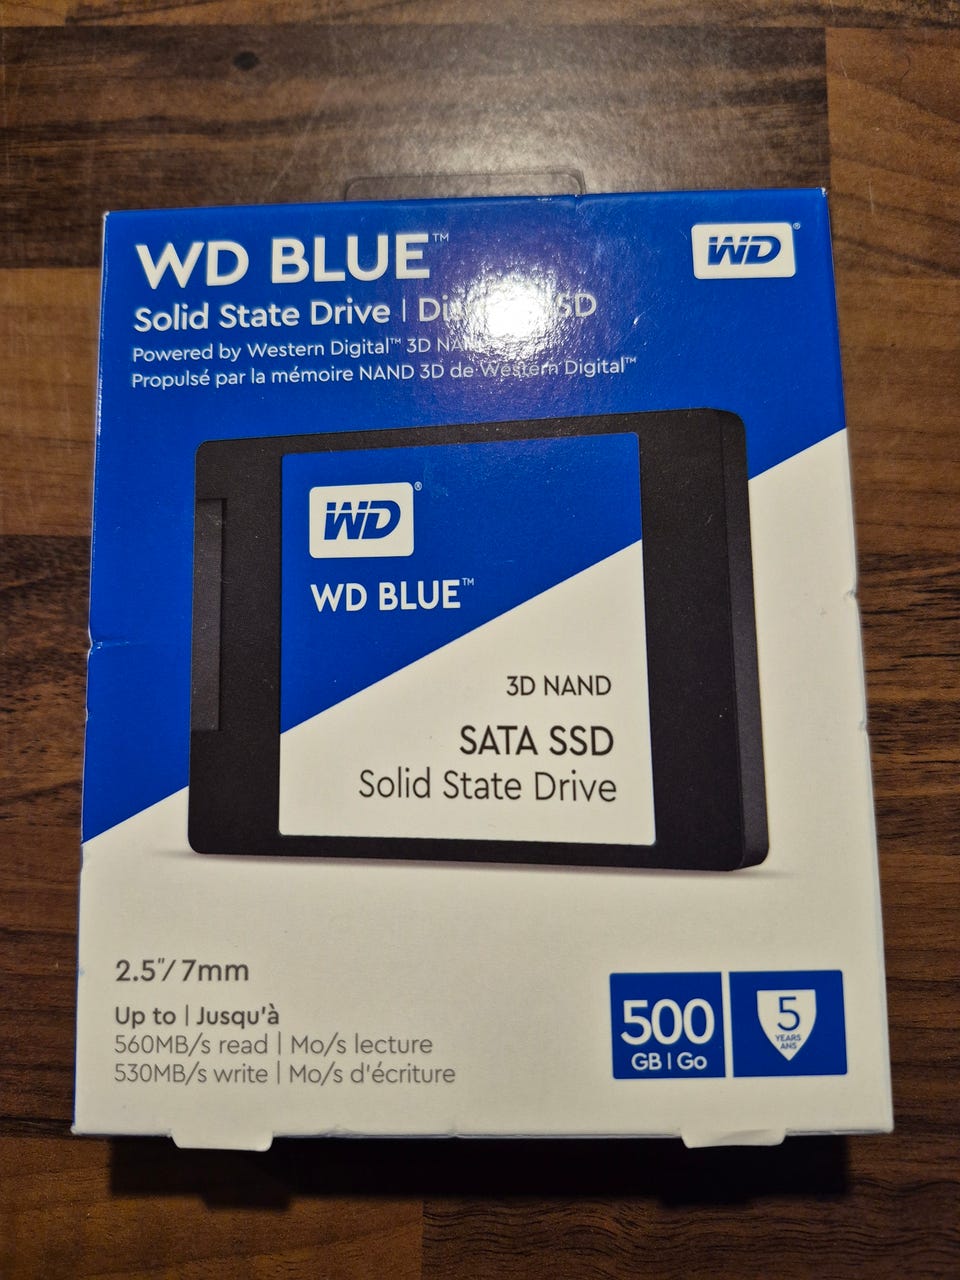 WD BLUE™
WD®
Solid State Drive | SSD
Powered by Western Digital™ 3D NAND
Propulsé par la mémoire NAND 3D de Western Digital™
WD®
WD BLUE™
3D NAND
SATA SSD
Solid State Drive
2.5"/7mm
Up to | Jusqu'à
560MB/s read | Mo/s lecture
530MB/s write | Mo/s d'écriture
500
GB | Go
5
YEARS
ANS